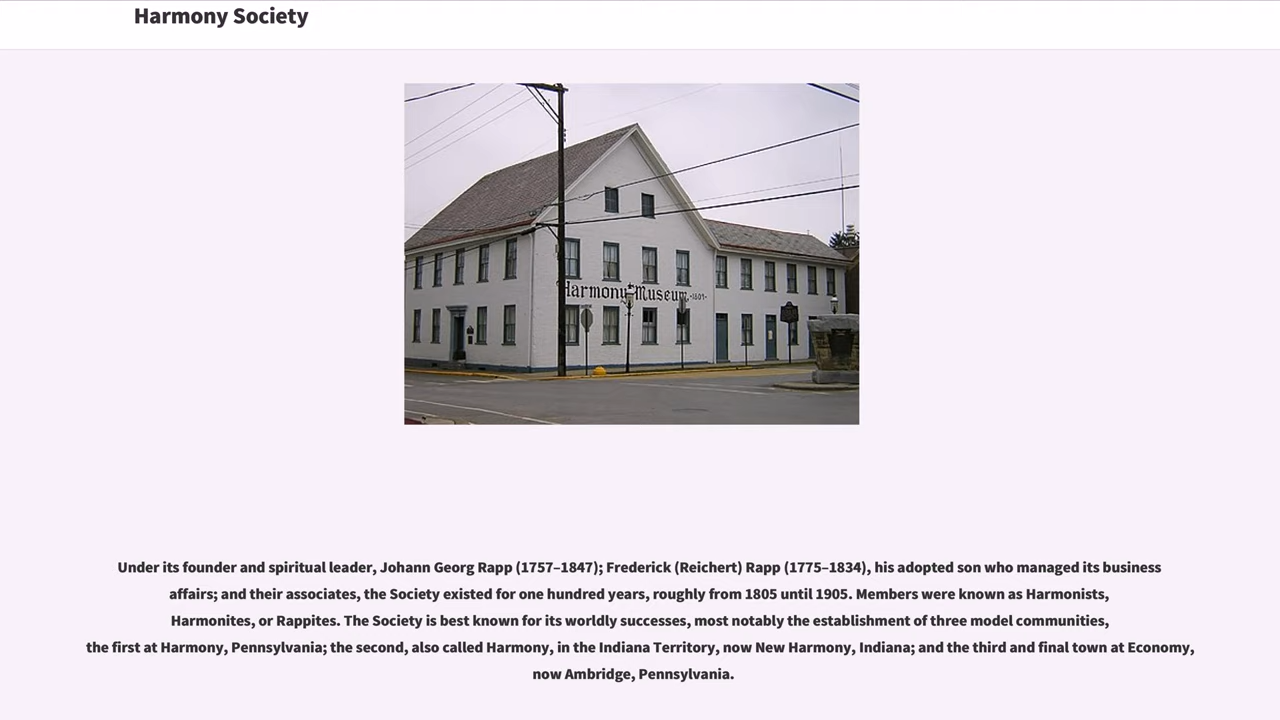 Harmony Society
Harmony Museum -1809-
Under its founder and spiritual leader, Johann Georg Rapp (1757–1847); Frederick (Reichert) Rapp (1775–1834), his adopted son who managed its business
affairs; and their associates, the Society existed for one hundred years, roughly from 1805 until 1905. Members were known as Harmonists,
Harmonites, or Rappites. The Society is best known for its worldly successes, most notably the establishment of three model communities,
the first at Harmony, Pennsylvania; the second, also called Harmony, in the Indiana Territory, now New Harmony, Indiana; and the third and final town at Economy,
now Ambridge, Pennsylvania.